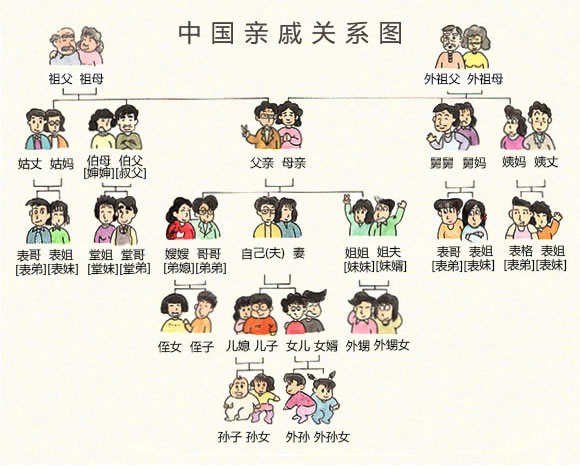 中国亲戚关系图
祖父 祖母 外祖父 外祖母
姑丈 姑妈 伯母 伯父 父亲 母亲 舅舅 舅妈 姨妈 姨丈
[婶婶][叔父]
表哥 表姐 堂姐 堂哥 嫂嫂 哥哥 自己(夫) 妻 姐姐 姐夫 表哥 表姐 表格 表姐
[表弟][表妹] [堂妹][堂弟] [弟媳][弟弟] [妹妹][妹婿] [表弟][表妹] [表弟][表妹]
侄女 侄子 儿媳 儿子 女儿 女婿 外甥 外甥女
孙子 孙女 外孙 外孙女